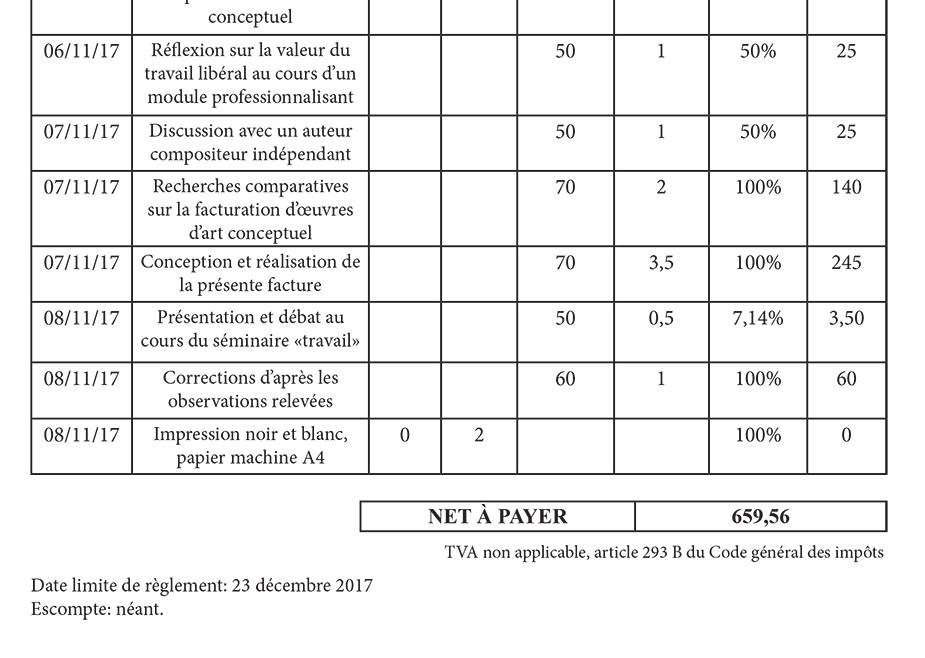 conceptuel
06/11/17 Réflexion sur la valeur du 50 1 50% 25
travail libéral au cours d'un
module professionnalisant
07/11/17 Discussion avec un auteur 50 1 50% 25
compositeur indépendant
07/11/17 Recherches comparatives 70 2 100% 140
sur la facturation d'œuvres
d'art conceptuel
07/11/17 Conception et réalisation de 70 3,5 100% 245
la présente facture
08/11/17 Présentation et débat au 50 0,5 7,14% 3,50
cours du séminaire «travail»
08/11/17 Corrections d'après les 60 1 100% 60
observations relevées
08/11/17 Impression noir et blanc, 0 2 100% 0
papier machine A4
NET À PAYER 659,56
TVA non applicable, article 293 B du Code général des impôts
Date limite de règlement: 23 décembre 2017
Escompte: néant.